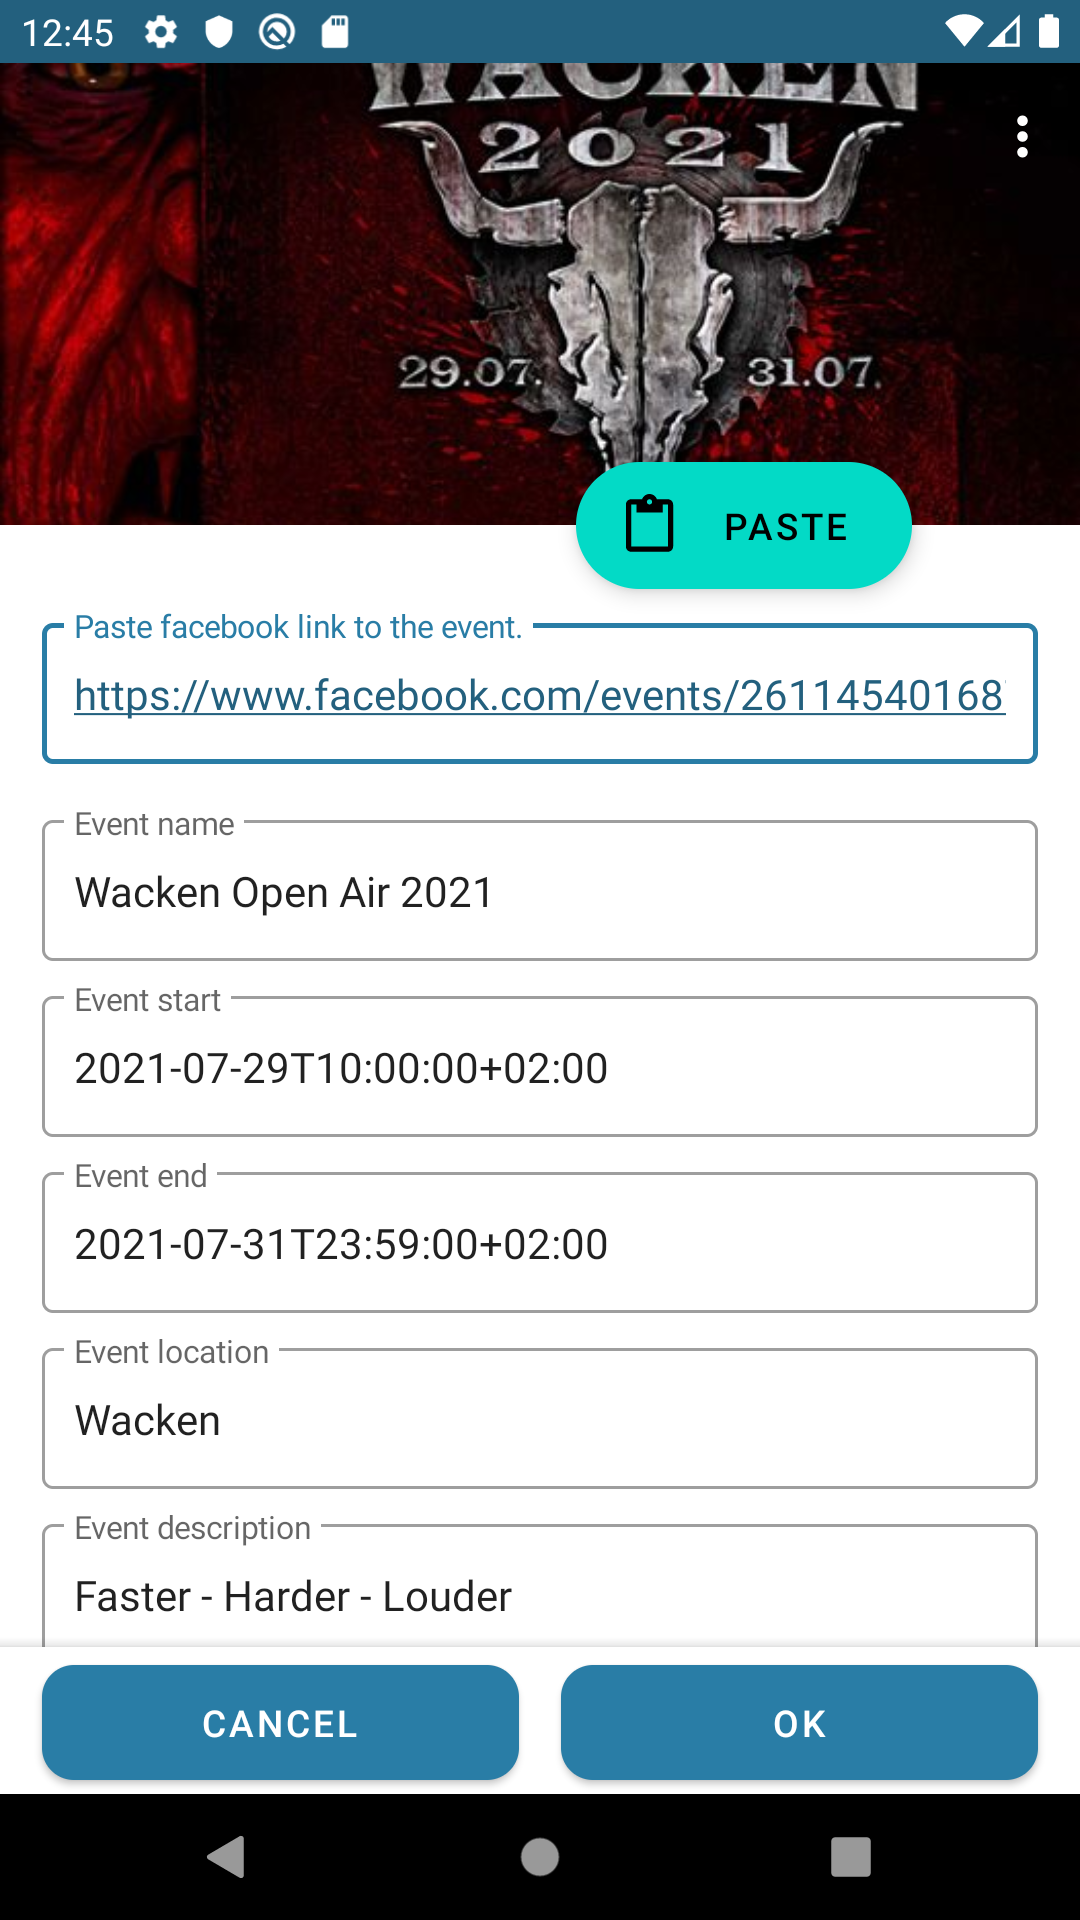 12:45
WACKEN
2021
29.07. 31.07.
PASTE
Paste facebook link to the event.
https://www.facebook.com/events/26114540168
Event name
Wacken Open Air 2021
Event start
2021-07-29T10:00:00+02:00
Event end
2021-07-31T23:59:00+02:00
Event location
Wacken
Event description
Faster - Harder - Louder
CANCEL OK